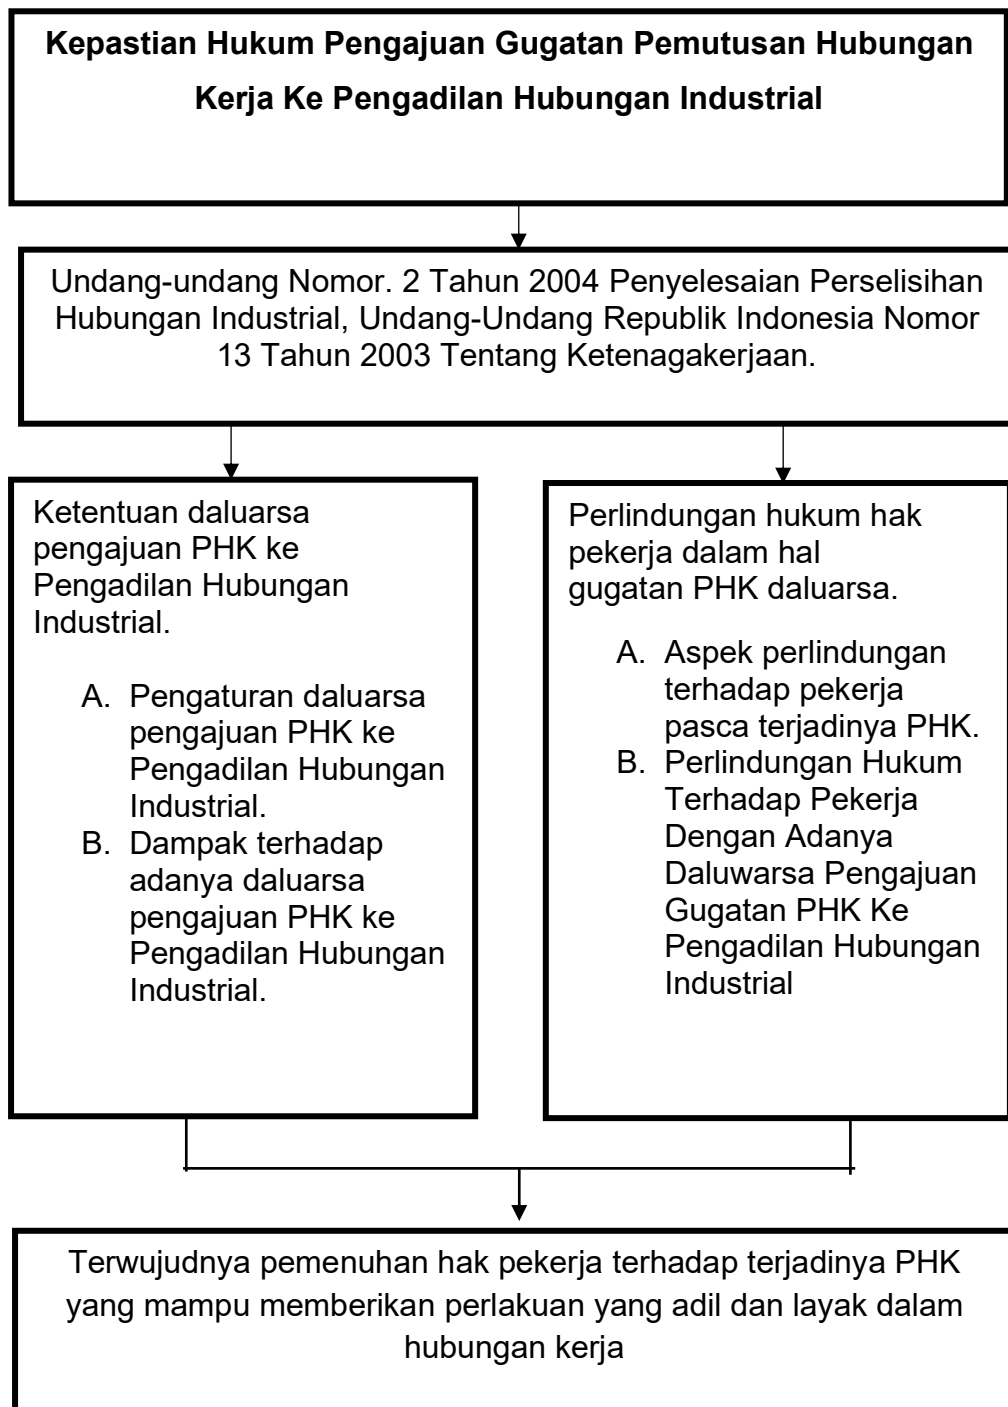 Kepastian Hukum Pengajuan Gugatan Pemutusan Hubungan
Kerja Ke Pengadilan Hubungan Industrial
Undang-undang Nomor. 2 Tahun 2004 Penyelesaian Perselisihan
Hubungan Industrial, Undang-Undang Republik Indonesia Nomor
13 Tahun 2003 Tentang Ketenagakerjaan.
Ketentuan daluarsa
pengajuan PHK ke
Pengadilan Hubungan
Industrial.
A. Pengaturan daluarsa
pengajuan PHK ke
Pengadilan Hubungan
Industrial.
B. Dampak terhadap
adanya daluarsa
pengajuan PHK ke
Pengadilan Hubungan
Industrial.
Perlindungan hukum hak
pekerja dalam hal
gugatan PHK daluarsa.
A. Aspek perlindungan
terhadap pekerja
pasca terjadinya PHK.
B. Perlindungan Hukum
Terhadap Pekerja
Dengan Adanya
Daluwarsa Pengajuan
Gugatan PHK Ke
Pengadilan Hubungan
Industrial
Terwujudnya pemenuhan hak pekerja terhadap terjadinya PHK
yang mampu memberikan perlakuan yang adil dan layak dalam
hubungan kerja